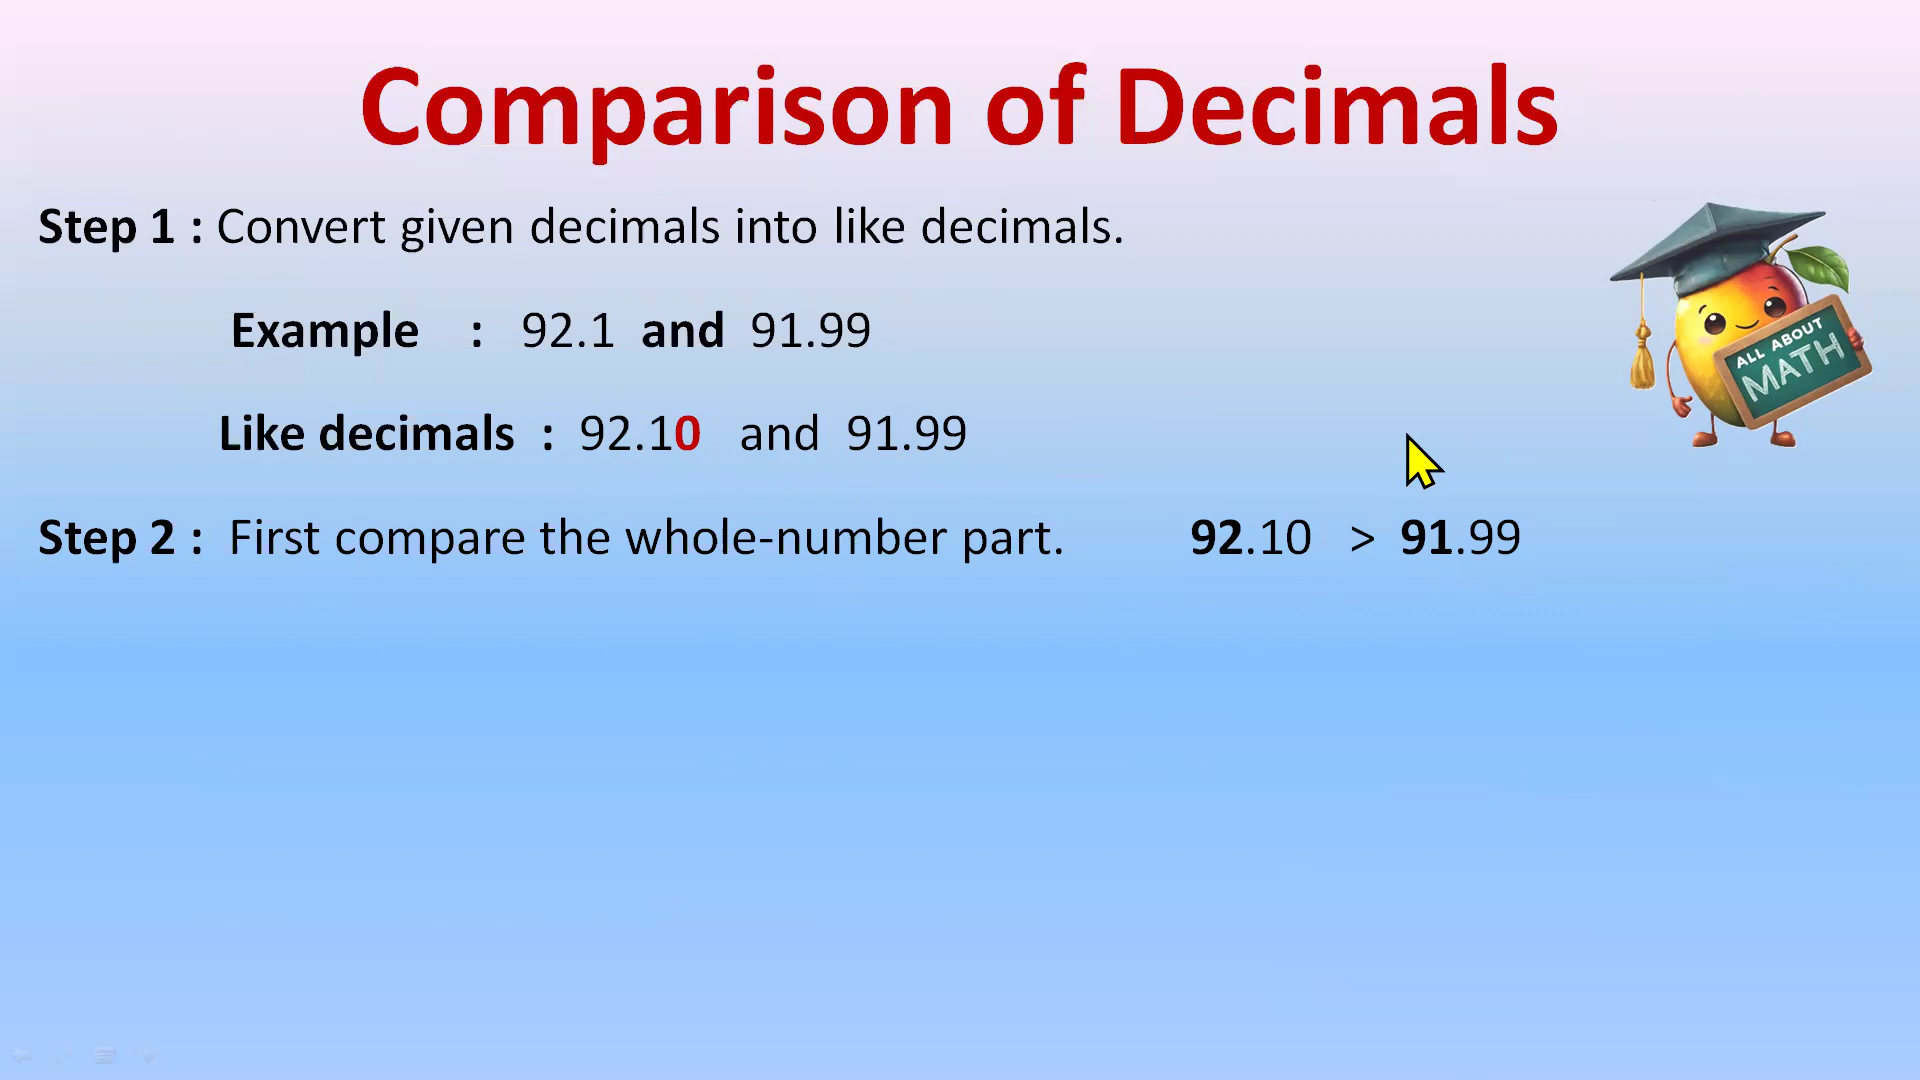 Comparison of Decimals
Step 1 : Convert given decimals into like decimals.
Example : 92.1 and 91.99
Like decimals : 92.10 and 91.99
Step 2 : First compare the whole-number part. 92.10 > 91.99
ALL ABOUT
MATH